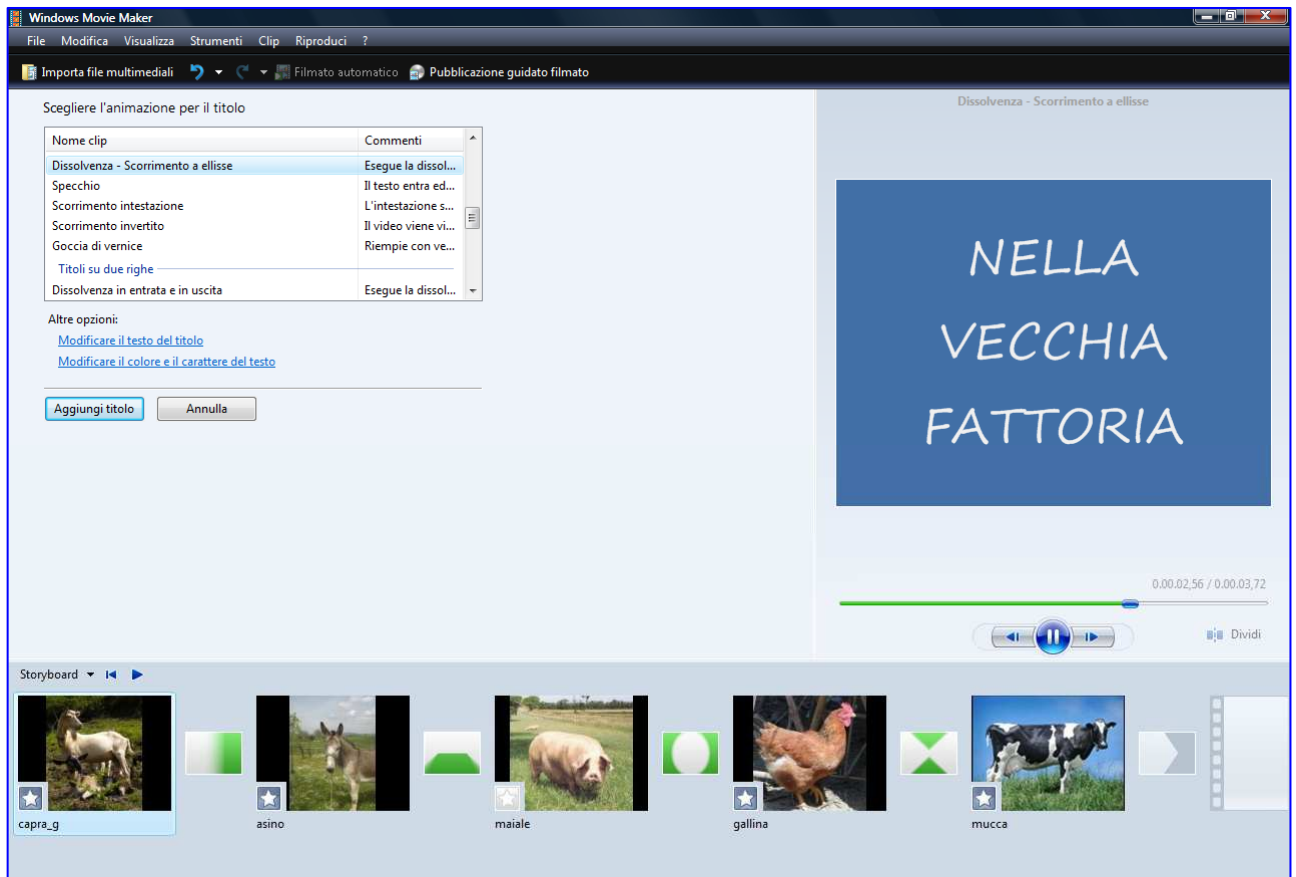 Windows Movie Maker
File Modifica Visualizza Strumenti Clip Riproduci ?
Importa file multimediali Filmato automatico Pubblicazione guidato filmato
Scegliere l'animazione per il titolo
Nome clip Commenti
Dissolvenza - Scorrimento a ellisse Esegue la dissol...
Specchio Il testo entra ed...
Scorrimento intestazione L'intestazione s...
Scorrimento invertito Il video viene vi...
Goccia di vernice Riempie con ve...
Titoli su due righe
Dissolvenza in entrata e in uscita Esegue la dissol...
Altre opzioni:
Modificare il testo del titolo
Modificare il colore e il carattere del testo
Aggiungi titolo Annulla
Dissolvenza - Scorrimento a ellisse
NELLA
VECCHIA
FATTORIA
0.00.02,56 / 0.00.03,72
Dividi
Storyboard
capra_g asino maiale gallina mucca